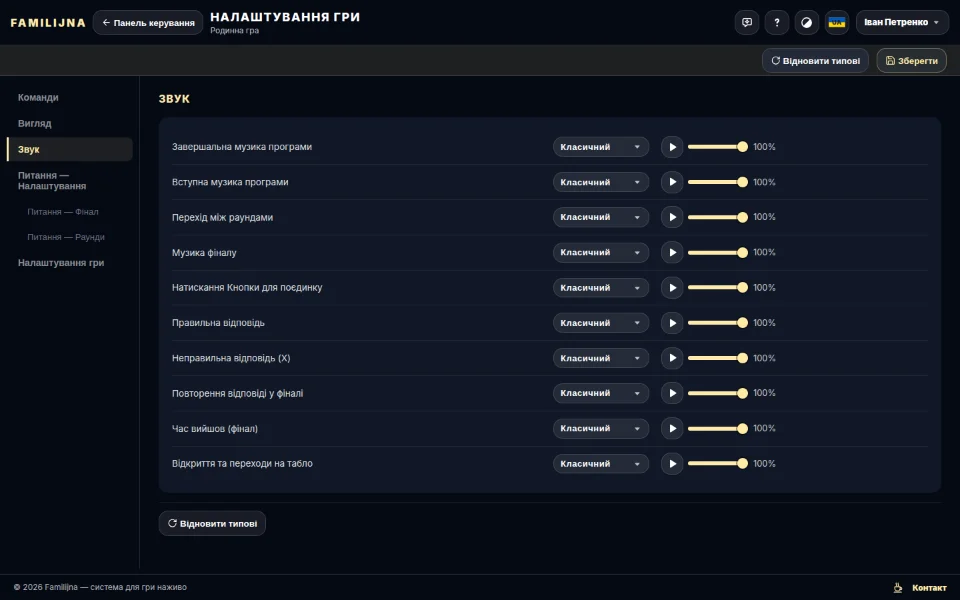 FAMILIJNA
← Панель керування
НАЛАШТУВАННЯ ГРИ
Родинна гра
?
UA
Іван Петренко
Відновити типові
Зберегти
Команди
Вигляд
Звук
Питання —
Налаштування
Питання — Фінал
Питання — Раунди
Налаштування гри
ЗВУК
Завершальна музика програми Класичний 100%
Вступна музика програми Класичний 100%
Перехід між раундами Класичний 100%
Музика фіналу Класичний 100%
Натискання Кнопки для поєдинку Класичний 100%
Правильна відповідь Класичний 100%
Неправильна відповідь (X) Класичний 100%
Повторення відповіді у фіналі Класичний 100%
Час вийшов (фінал) Класичний 100%
Відкриття та переходи на табло Класичний 100%
Відновити типові
© 2026 Familijna — система для гри наживо
Контакт